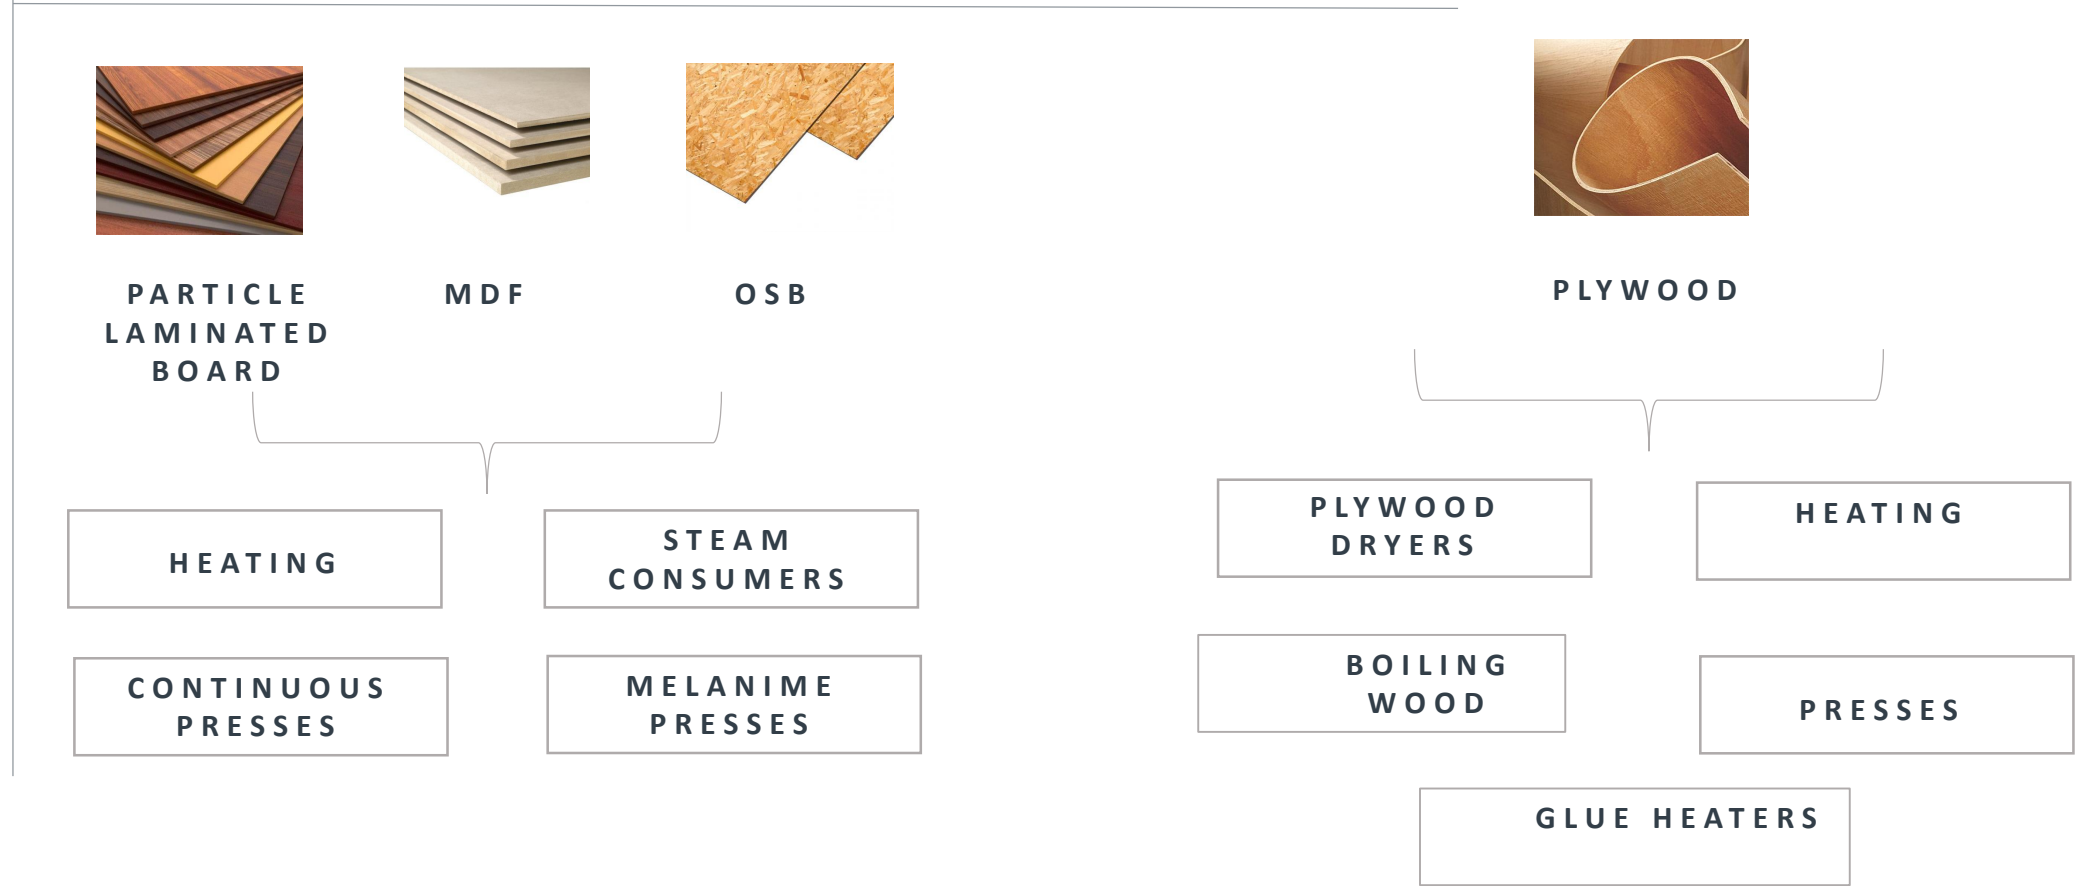 PARTICLE
LAMINATED
BOARD
MDF
OSB
PLYWOOD
HEATING
STEAM
CONSUMERS
CONTINUOUS
PRESSES
MELANIME
PRESSES
PLYWOOD
DRYERS
HEATING
BOILING
WOOD
PRESSES
GLUE HEATERS